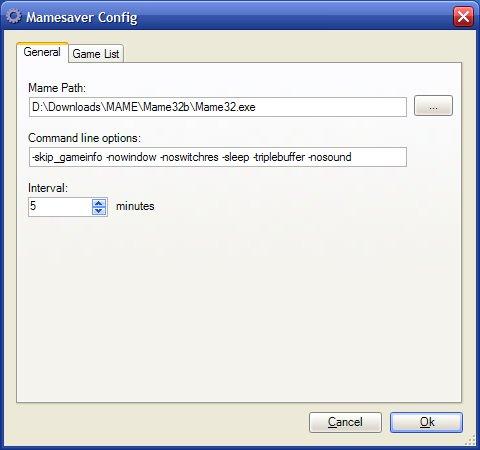 Mamesaver Config
General Game List
Mame Path:
D:\Downloads\MAME\Mame32b\Mame32.exe ...
Command line options:
-skip_gameinfo -nowindow -noswitchres -sleep -triplebuffer -nosound
Interval:
5 minutes
Cancel Ok